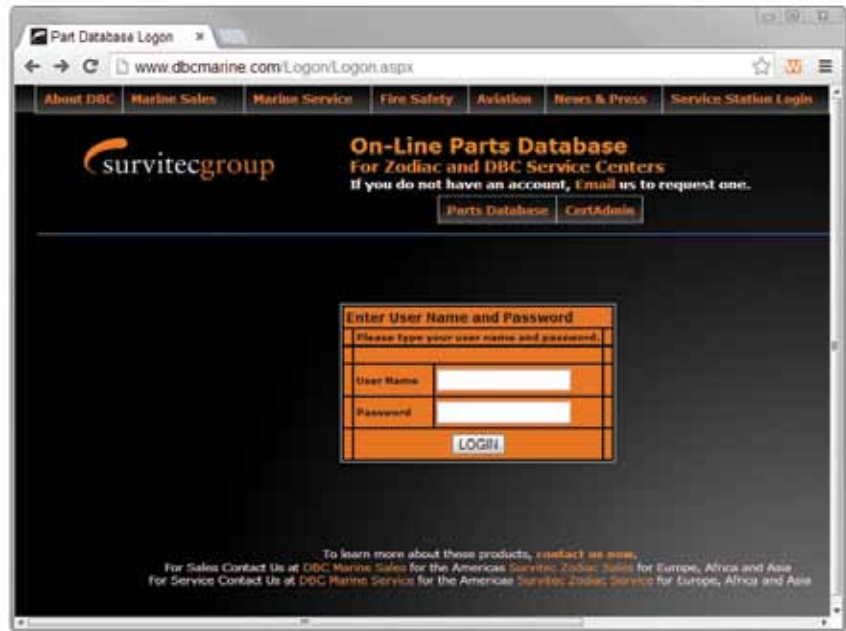 Part Database Logon
www.dbcmarine.com/Logon/Logon.aspx
About DBC Marine Sales Marine Service Fire Safety Aviation News & Press Service Station Login
survitecgroup
On-Line Parts Database
For Zodiac and DBC Service Centers
If you do not have an account, Email us to request one.
Parts Database CertAdmin
Enter User Name and Password
Please type your user name and password.
User Name
Password
LOGIN
To learn more about these products, contact us now.
For Sales Contact Us at DBC Marine Sales for the Americas Survitec Zodiac Sales for Europe, Africa and Asia
For Service Contact Us at DBC Marine Service for the Americas Survitec Zodiac Service for Europe, Africa and Asia